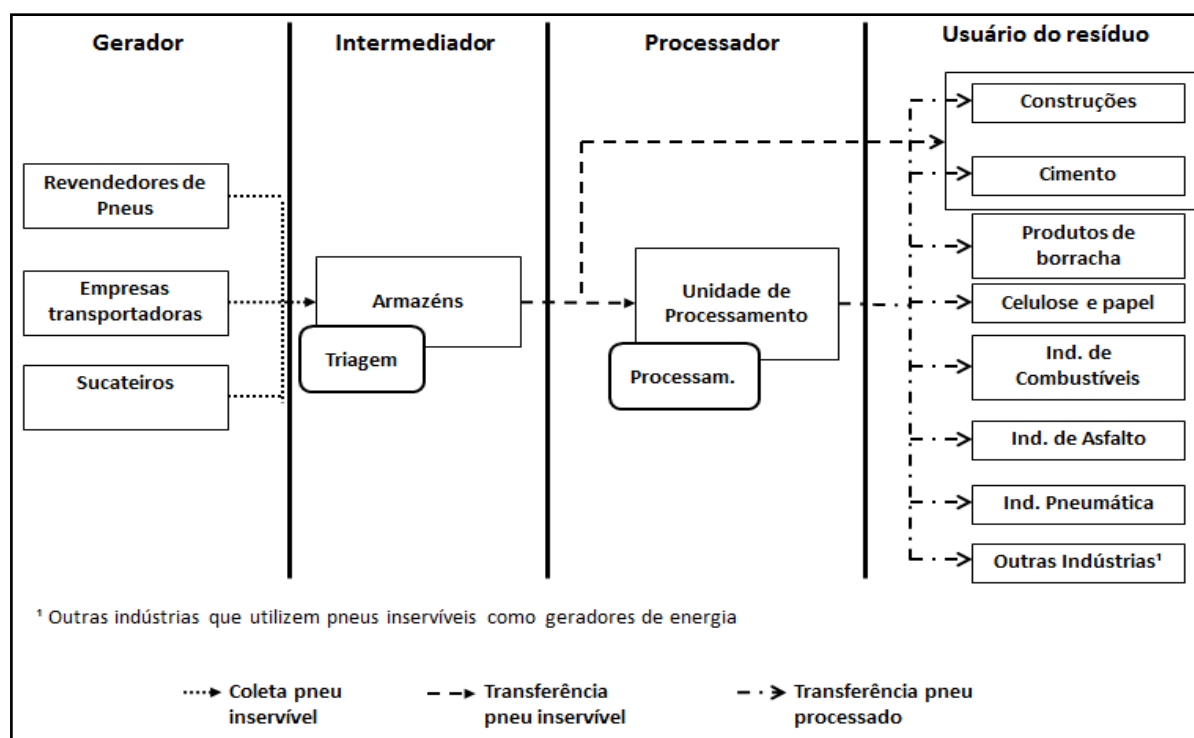 Gerador
Intermediador
Processador
Usuário do resíduo
Revendedores de
Pneus
Empresas
transportadoras
Sucateiros
Armazéns
Triagem
Unidade de
Processamento
Processam.
Construções
Cimento
Produtos de
borracha
Celulose e papel
Ind. de
Combustíveis
Ind. de Asfalto
Ind. Pneumática
Outras Indústrias¹
¹ Outras indústrias que utilizem pneus inservíveis como geradores de energia
Coleta pneu
inservível
Transferência
pneu inservível
Transferência pneu
processado